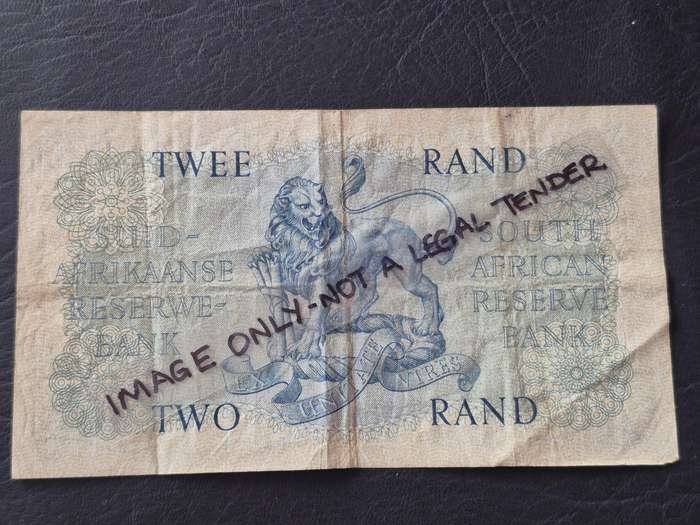 TWEE RAND
SUID-
AFRIKAANSE
RESERWE-
BANK
SOUTH
AFRICAN
RESERVE
BANK
IMAGE ONLY-NOT A LEGAL TENDER
EX UNITATE VIRES
TWO RAND